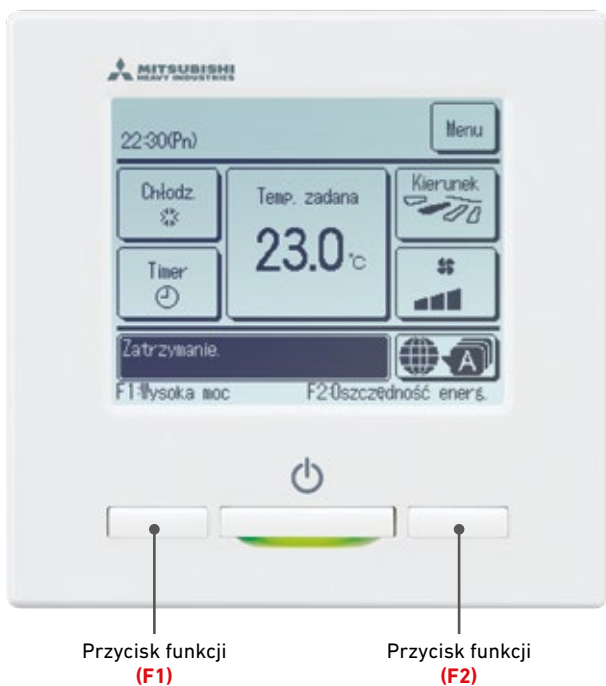 MITSUBISHI
HEAVY INDUSTRIES
22:30(Pn)
Menu
Chłodz.
Temp. zadana
Kierunek
23.0 °C
Timer
Zatrzymanie.
A
F1:Wysoka moc
F2:Oszczędność energ.
Przycisk funkcji
(F1)
Przycisk funkcji
(F2)